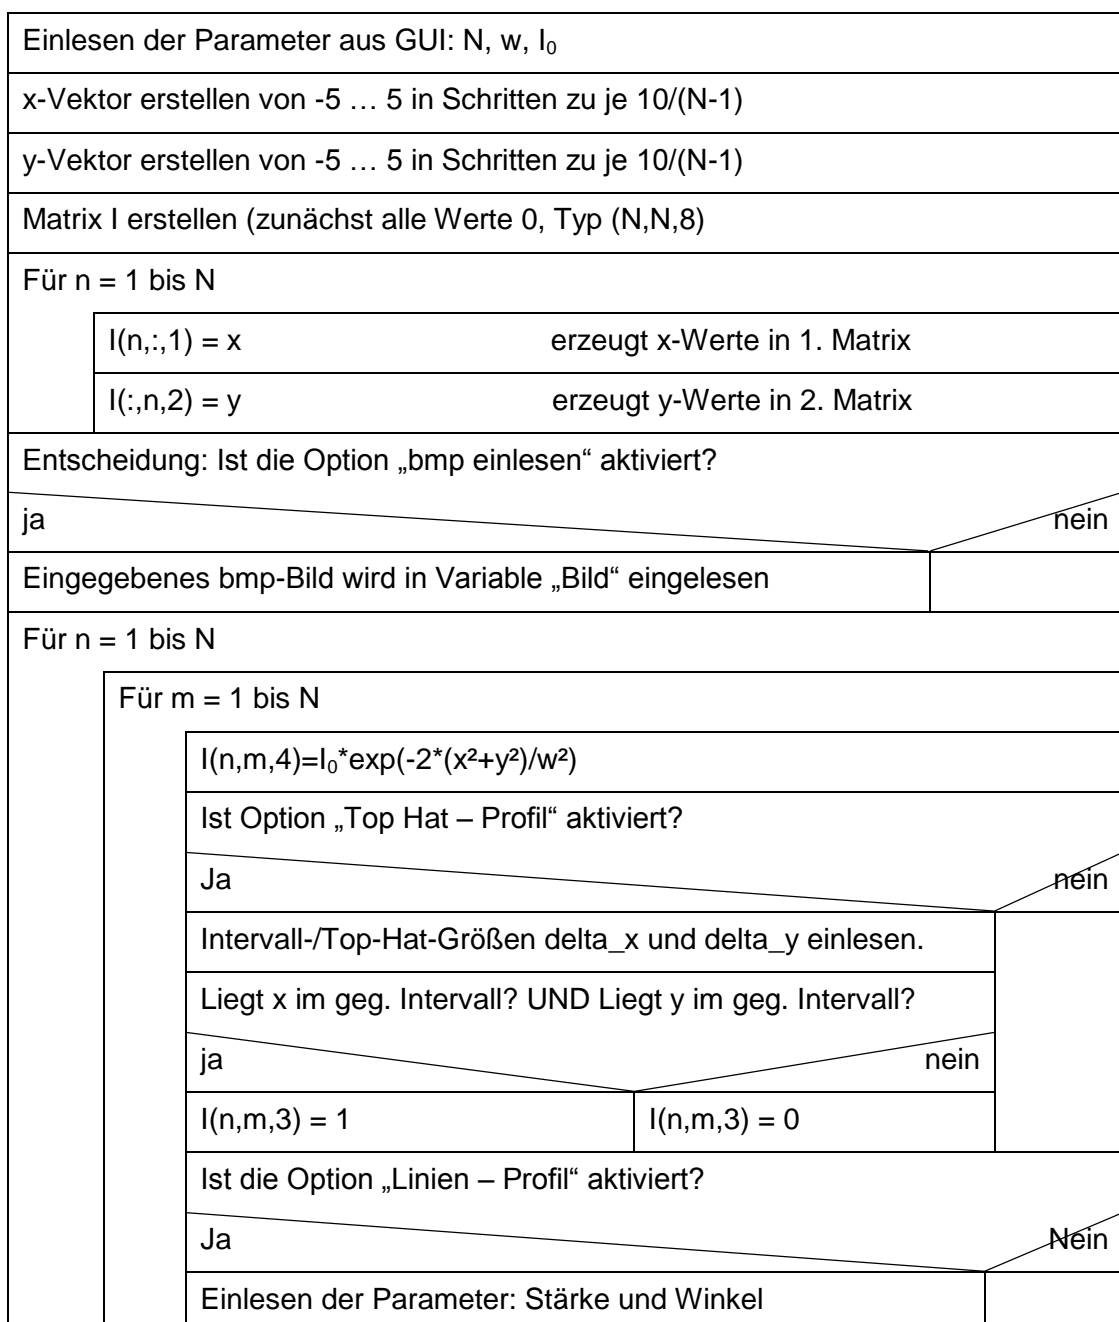 Einlesen der Parameter aus GUI: N, w, I₀
x-Vektor erstellen von -5 … 5 in Schritten zu je 10/(N-1)
y-Vektor erstellen von -5 … 5 in Schritten zu je 10/(N-1)
Matrix I erstellen (zunächst alle Werte 0, Typ (N,N,8)
Für n = 1 bis N
I(n,:,1) = x erzeugt x-Werte in 1. Matrix
I(:,n,2) = y erzeugt y-Werte in 2. Matrix
Entscheidung: Ist die Option „bmp einlesen“ aktiviert?
ja nein
Eingegebenes bmp-Bild wird in Variable „Bild“ eingelesen
Für n = 1 bis N
Für m = 1 bis N
I(n,m,4)=I₀*exp(-2*(x²+y²)/w²)
Ist Option „Top Hat – Profil“ aktiviert?
Ja nein
Intervall-/Top-Hat-Größen delta_x und delta_y einlesen.
Liegt x im geg. Intervall? UND Liegt y im geg. Intervall?
ja nein
I(n,m,3) = 1 I(n,m,3) = 0
Ist die Option „Linien – Profil“ aktiviert?
Ja Nein
Einlesen der Parameter: Stärke und Winkel